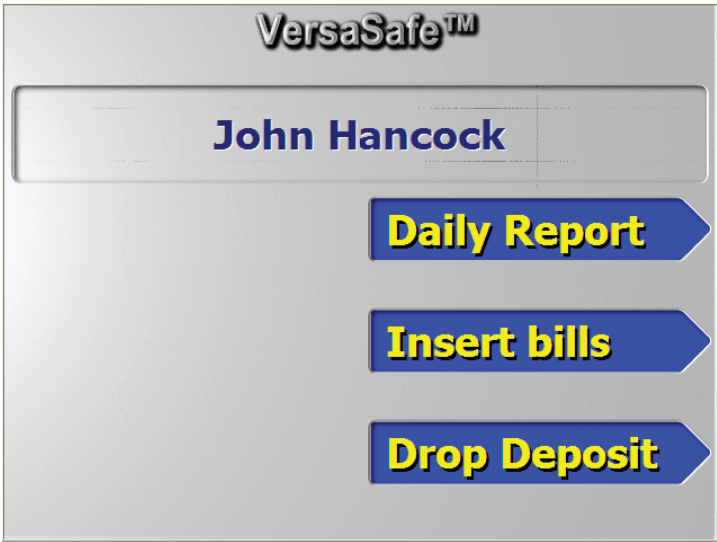 VersaSafe™
John Hancock
Daily Report
Insert bills
Drop Deposit